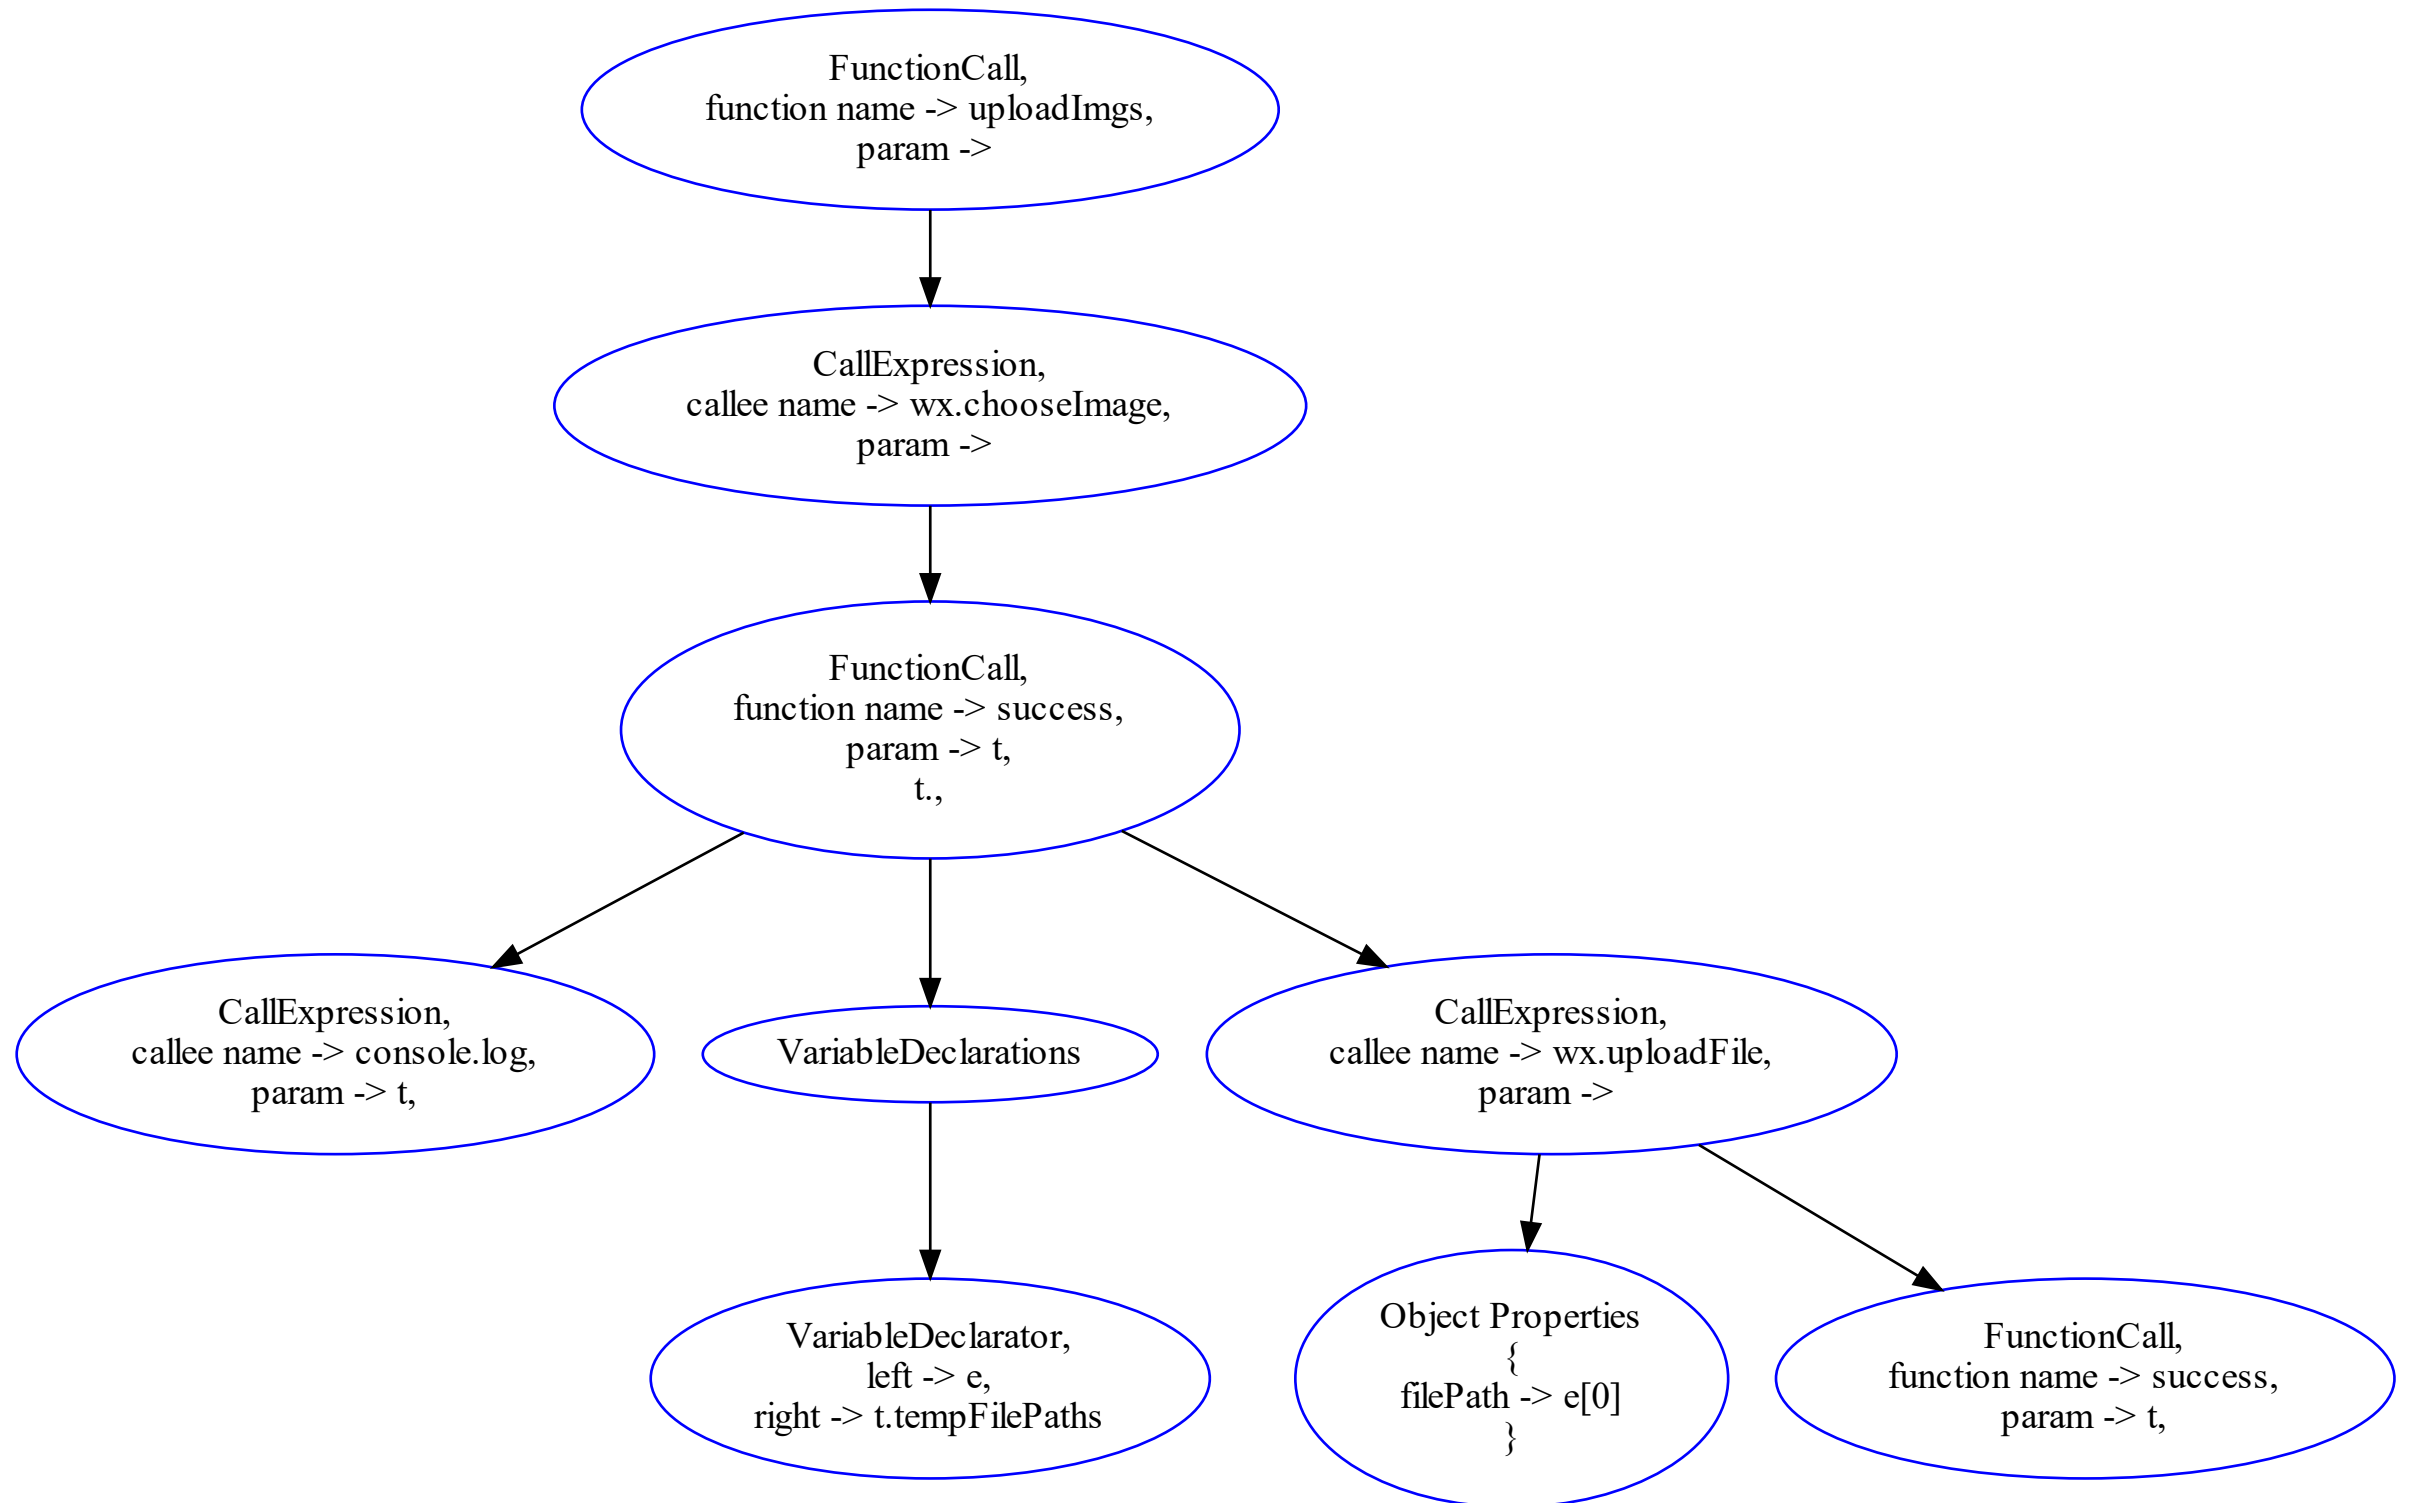 FunctionCall,
function name -> uploadImgs,
param ->
CallExpression,
callee name -> wx.chooseImage,
param ->
FunctionCall,
function name -> success,
param -> t,
t.,
CallExpression,
callee name -> console.log,
param -> t,
VariableDeclarations
CallExpression,
callee name -> wx.uploadFile,
param ->
VariableDeclarator,
left -> e,
right -> t.tempFilePaths
Object Properties
{
filePath -> e[0]
}
FunctionCall,
function name -> success,
param -> t,